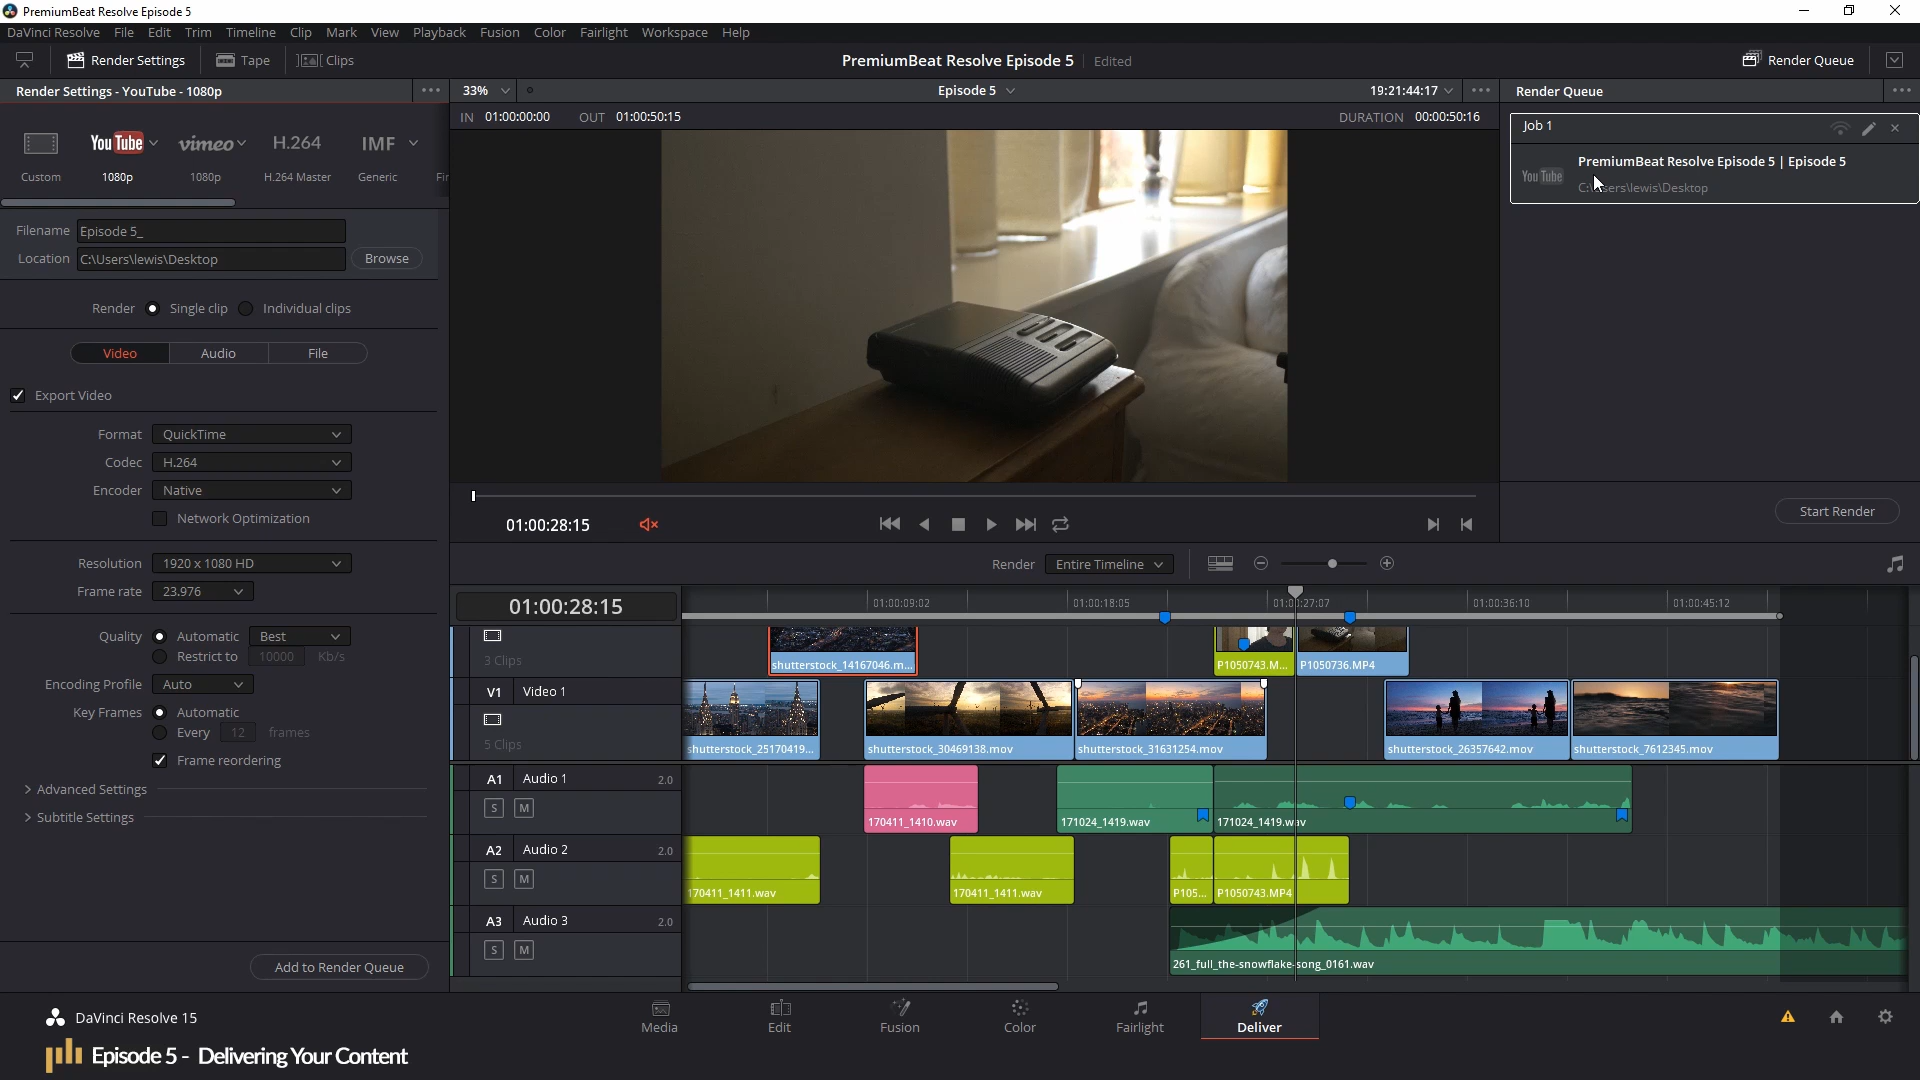 PremiumBeat Resolve Episode 5
DaVinci Resolve File Edit Trim Timeline Clip Mark View Playback Fusion Color Fairlight Workspace Help
Render Settings Tape Clips PremiumBeat Resolve Episode 5 Edited Render Queue
Render Settings - YouTube - 1080p
33% Episode 5 19:21:44:17
Render Queue
IN 01:00:00:00 OUT 01:00:50:15 DURATION 00:00:50:16
Job 1
YouTube vimeo H.264 IMF
Custom 1080p 1080p H.264 Master Generic
PremiumBeat Resolve Episode 5 | Episode 5
YouTube
Filename Episode 5_
Location C:\Users\lewis\Desktop Browse
Render Single clip Individual clips
Video Audio File
Export Video
Format QuickTime
Codec H.264
Encoder Native
Network Optimization
Resolution 1920 x 1080 HD
Frame rate 23.976
Quality Automatic Best
Restrict to 10000 Kb/s
Encoding Profile Auto
Key Frames Automatic
Every 12 frames
Frame reordering
Advanced Settings
Subtitle Settings
Add to Render Queue
01:00:28:15
Start Render
Render Entire Timeline
01:00:28:15
01:00:09:02 01:00:18:05 01:00:27:07 01:00:36:10 01:00:45:12
3 Clips
shutterstock_14167046.m... P1050743.M... P1050736.MP4
V1 Video 1
5 Clips
shutterstock_25170419... shutterstock_30469138.mov shutterstock_31631254.mov shutterstock_26357642.mov shutterstock_7612345.mov
A1 Audio 1 2.0
S M
170411_1410.wav 171024_1419.wav 171024_1419.wav
A2 Audio 2 2.0
S M
170411_1411.wav 170411_1411.wav P105... P1050743.MP4
A3 Audio 3 2.0
S M
261_full_the-snowflake-song_0161.wav
DaVinci Resolve 15
Media Edit Fusion Color Fairlight Deliver
Episode 5 - Delivering Your Content